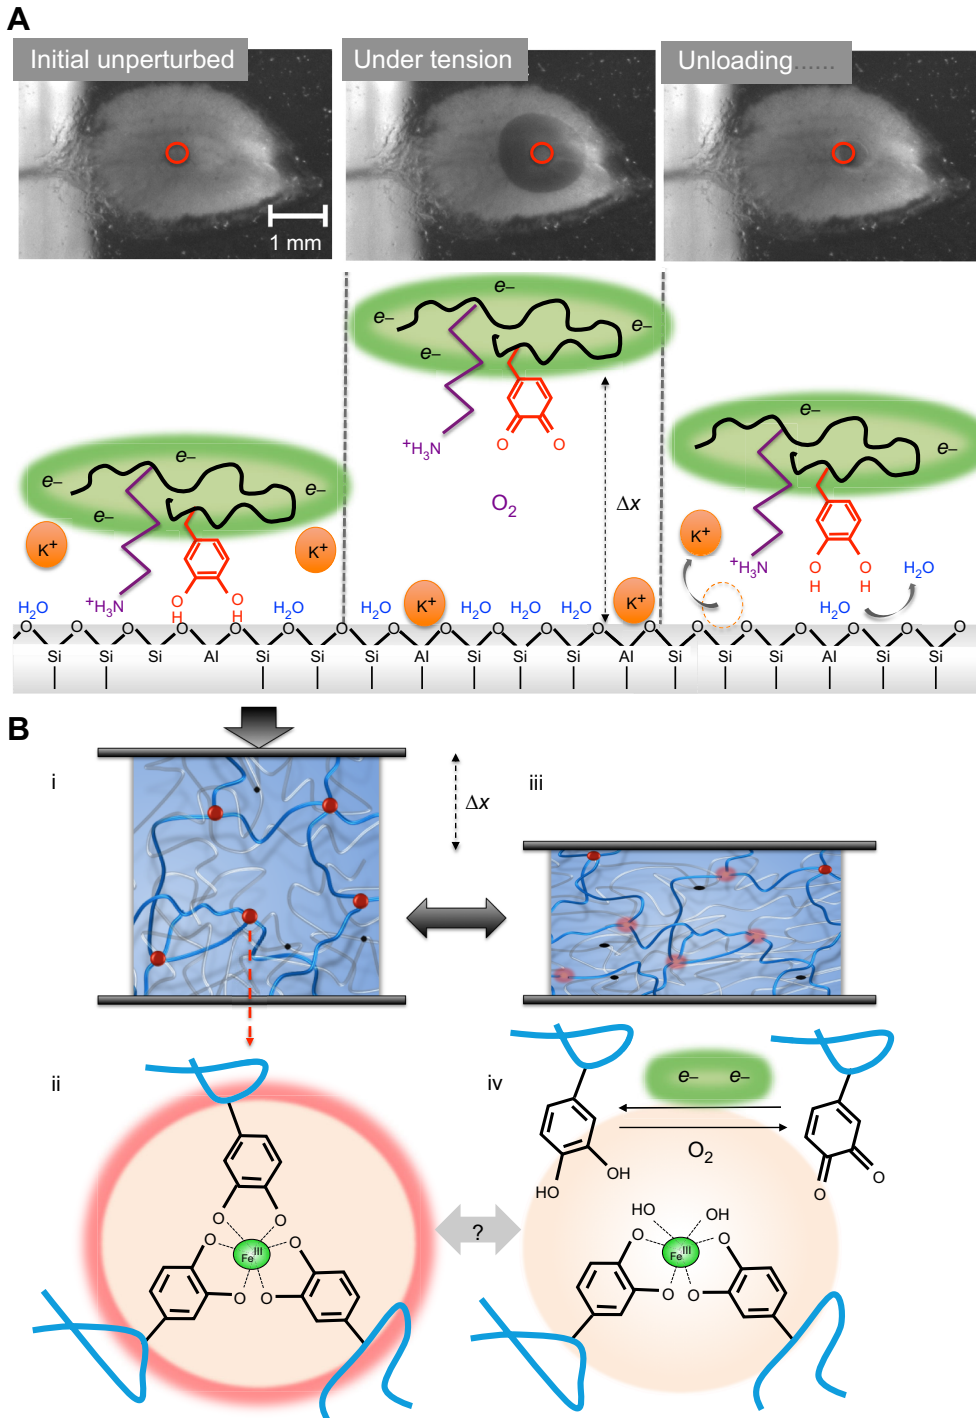 A
Initial unperturbed
Under tension
Unloading......
1 mm
e–
e–
e–
e–
+H3N
O
O
O2
Δx
e–
e–
e–
e–
K+
K+
+H3N
O
H
O
H
H2O
H2O
H2O
K+
H2O
H2O
H2O
K+
e–
e–
e–
K+
+H3N
O
H
O
H
H2O
H2O
O O O O O O O O O O O O O O O O O O
Si Si Si Al Si Si Si Al Si Si Si Al Si Si Si Al Si Si
B
i
Δx
iii
ii
O
O
O
O
O
O
FeIII
?
iv
e– e–
O2
HO
OH
O
O
HO
OH
O
O
O
O
FeIII